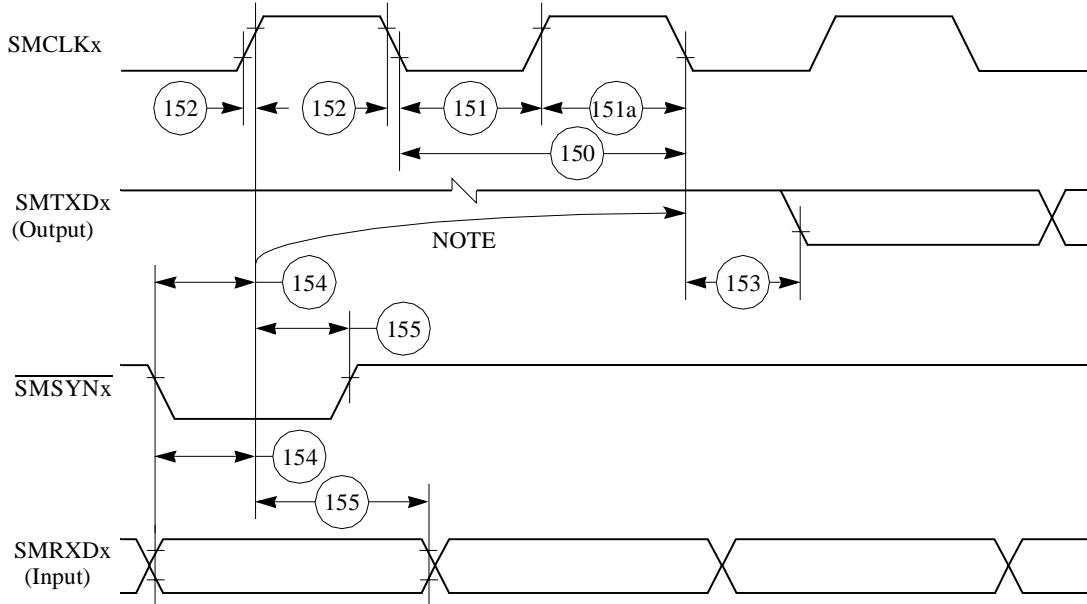 SMCLKx
152
152
151
151a
150
SMTXDx
(Output)
NOTE
154
153
155
SMSYNx
154
155
SMRXDx
(Input)